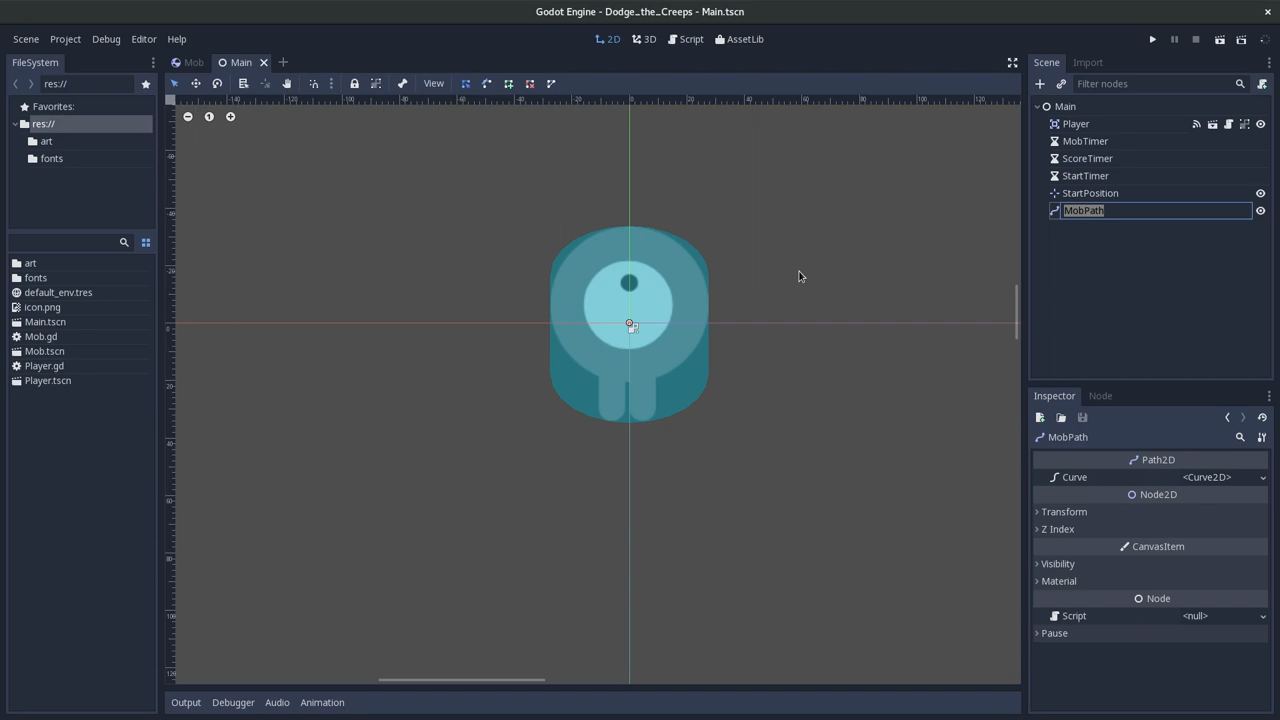 Godot Engine - Dodge_the_Creeps - Main.tscn
Scene Project Debug Editor Help
2D 3D Script AssetLib
FileSystem
Mob Main
Scene Import
res://
View
Filter nodes
Favorites:
res://
art
fonts
Main
Player
MobTimer
ScoreTimer
StartTimer
StartPosition
MobPath
art
fonts
default_env.tres
icon.png
Main.tscn
Mob.gd
Mob.tscn
Player.gd
Player.tscn
Inspector Node
MobPath
Path2D
Curve <Curve2D>
Node2D
Transform
Z Index
CanvasItem
Visibility
Material
Node
Script <null>
Pause
Output Debugger Audio Animation